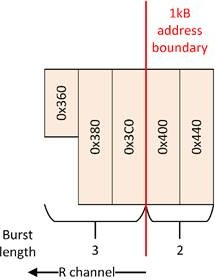 1kB
address
boundary
0x360
0x380
0x3C0
0x400
0x440
Burst
length
3
2
R channel